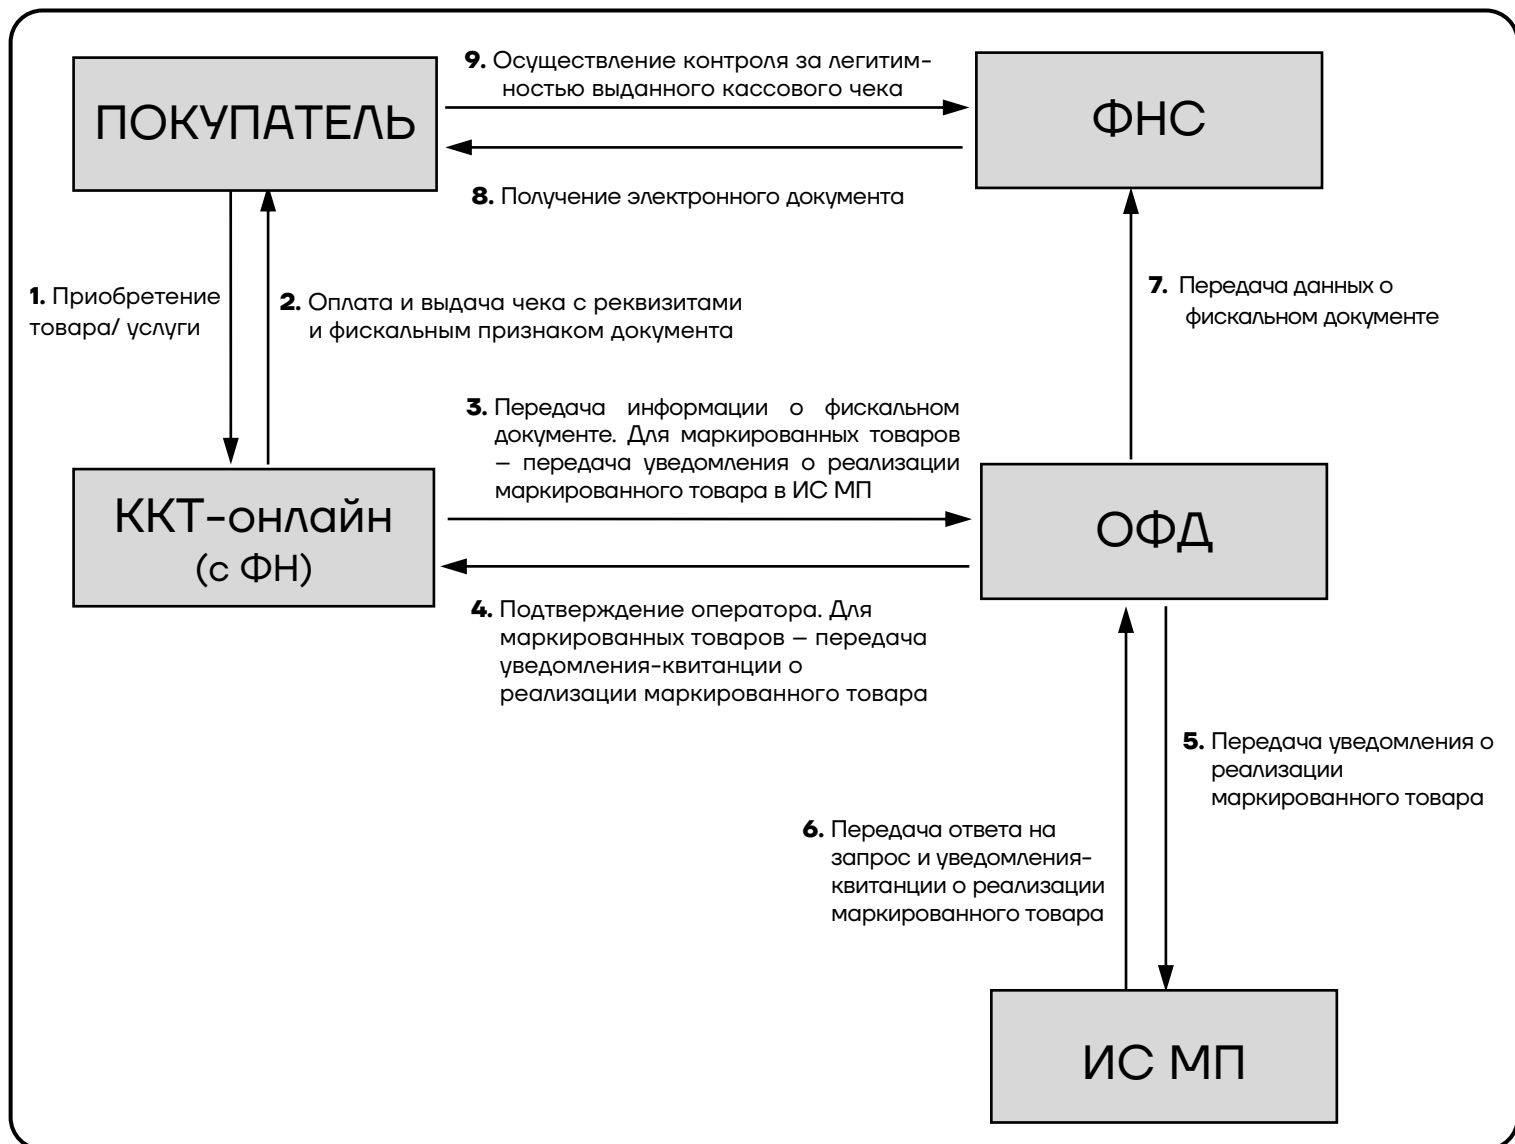 ПОКУПАТЕЛЬ
9. Осуществление контроля за легитим-
ностью выданного кассового чека
ФНС
8. Получение электронного документа
1. Приобретение
товара/ услуги
2. Оплата и выдача чека с реквизитами
и фискальным признаком документа
7. Передача данных о
фискальном документе
3. Передача информации о фискальном
документе. Для маркированных товаров
– передача уведомления о реализации
маркированного товара в ИС МП
ККТ-онлайн
(с ФН)
ОФД
4. Подтверждение оператора. Для
маркированных товаров – передача
уведомления-квитанции о
реализации маркированного товара
5. Передача уведомления о
реализации
маркированного товара
6. Передача ответа на
запрос и уведомления-
квитанции о реализации
маркированного товара
ИС МП